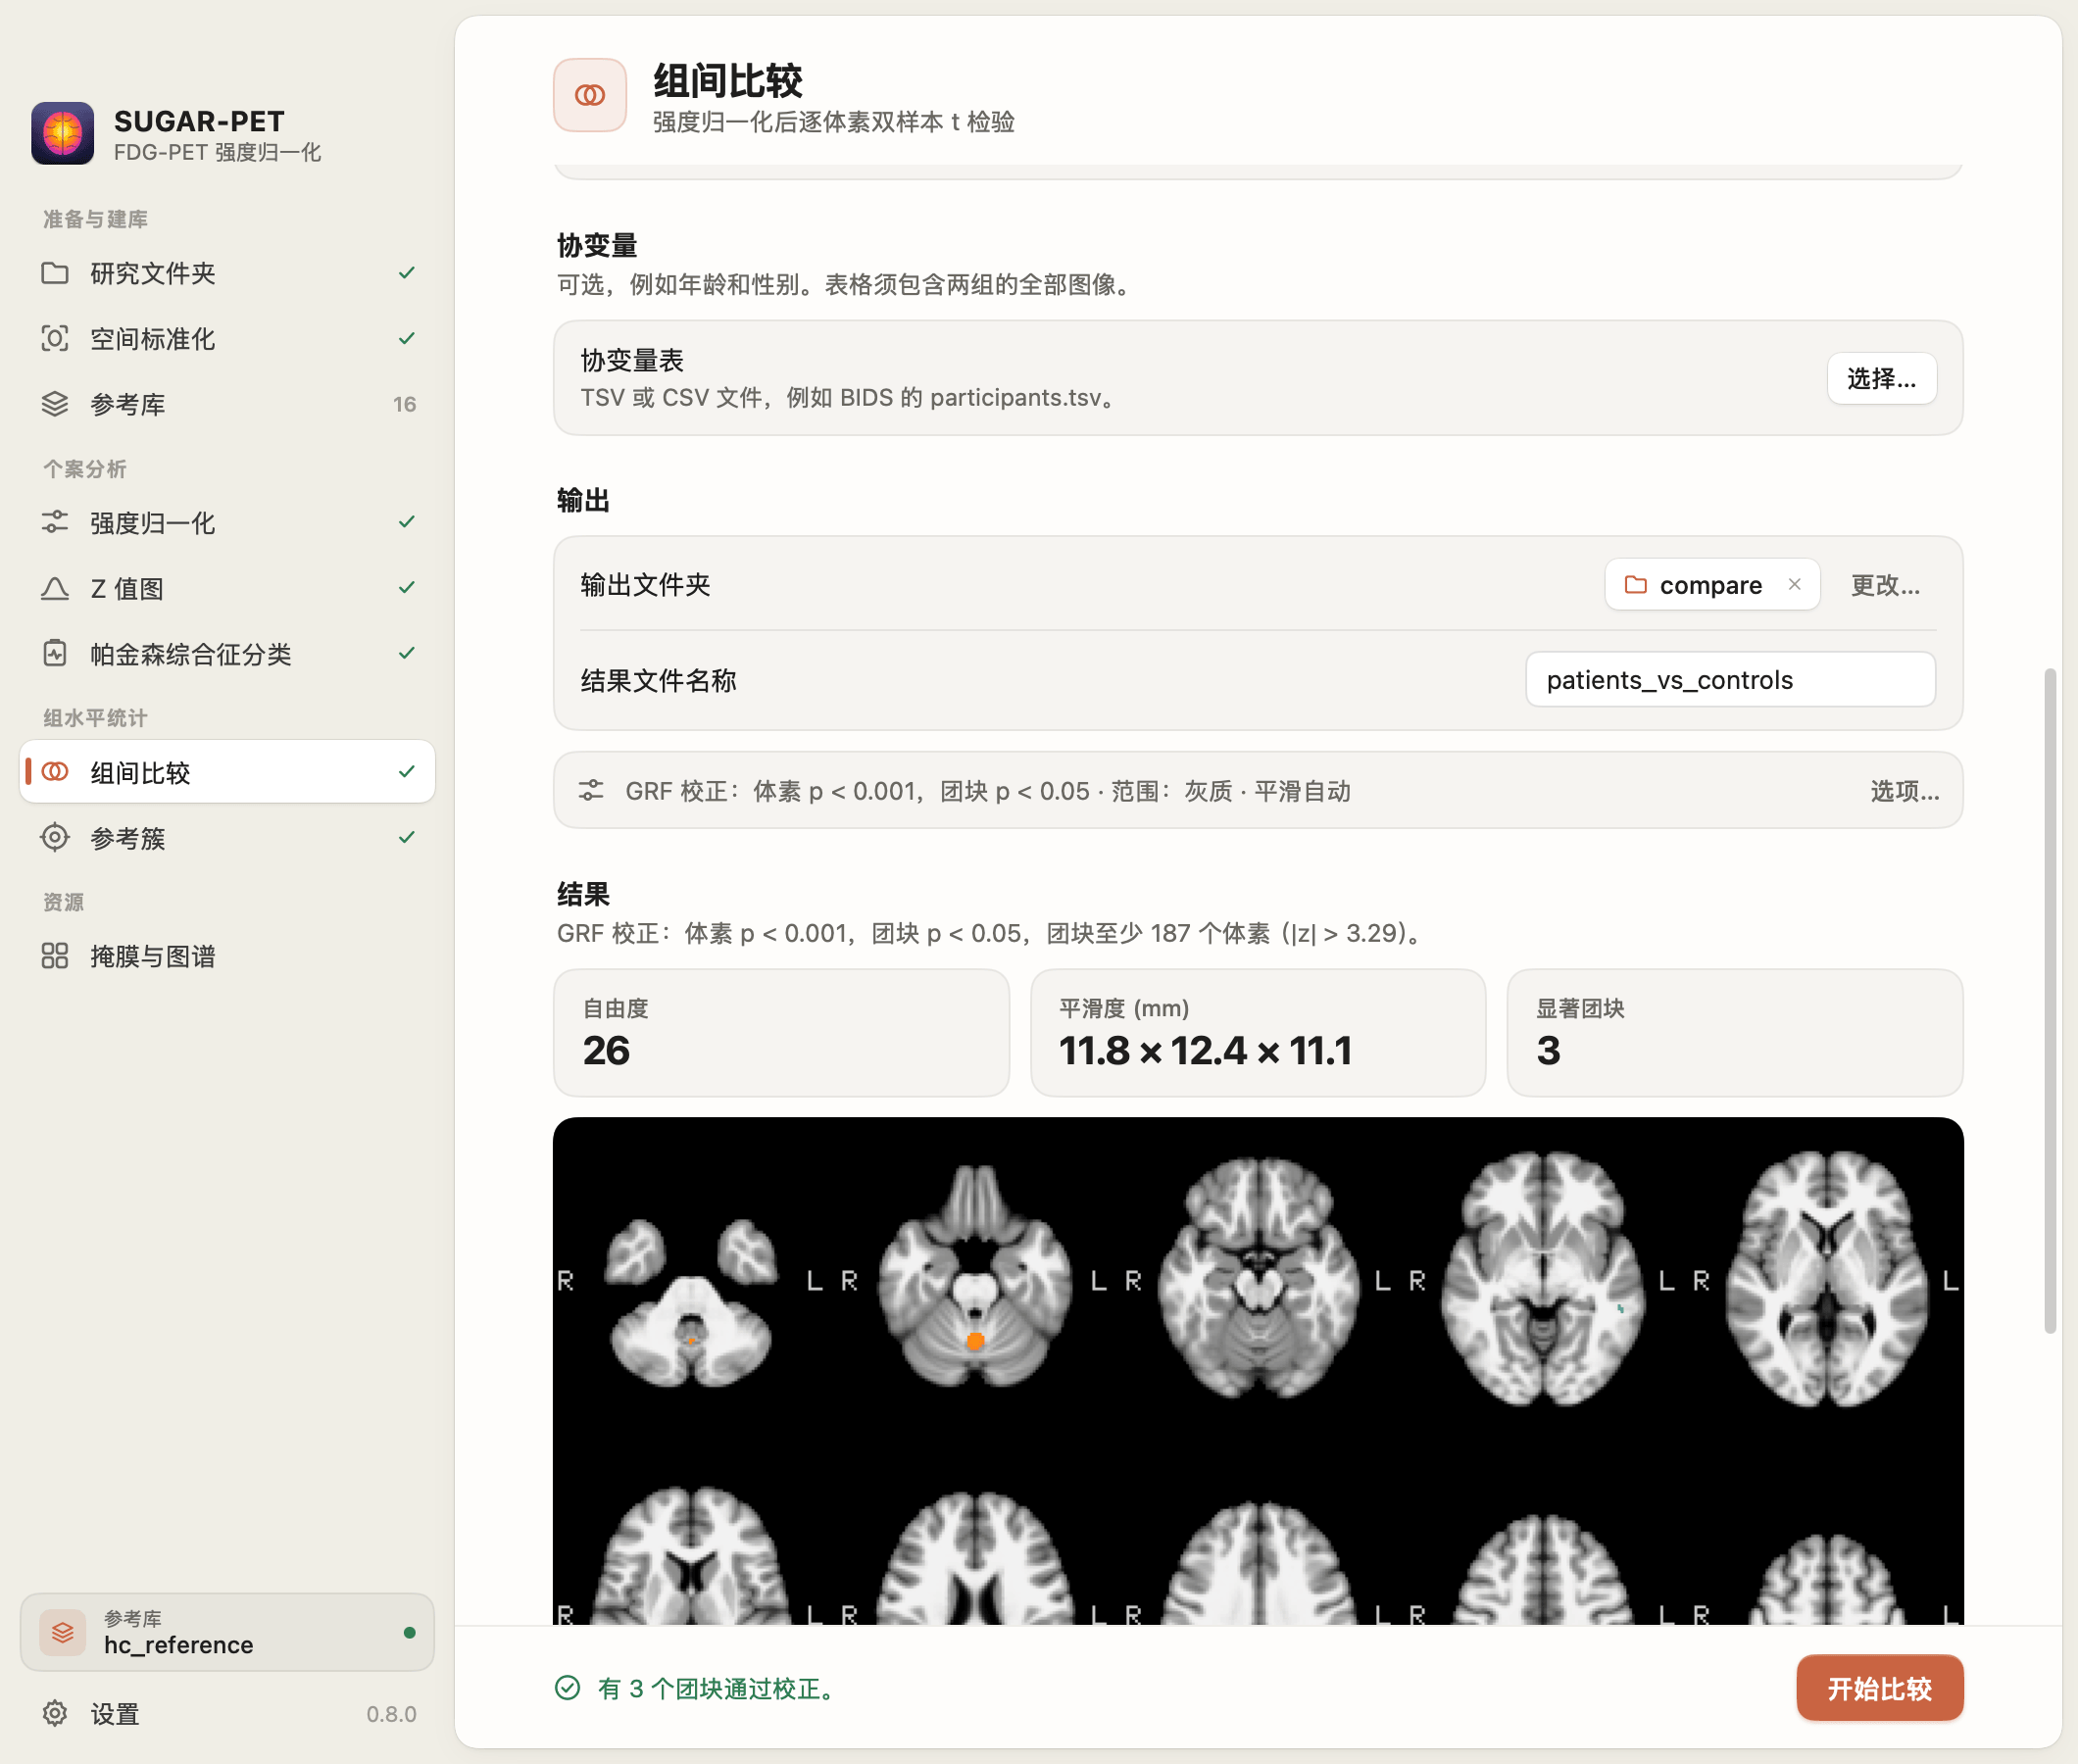 SUGAR-PET
FDG-PET 强度归一化
准备与建库
研究文件夹
空间标准化
参考库 16
个案分析
强度归一化
Z 值图
帕金森综合征分类
组水平统计
组间比较
参考簇
资源
掩膜与图谱
参考库
hc_reference
设置 0.8.0
组间比较
强度归一化后逐体素双样本 t 检验
协变量
可选，例如年龄和性别。表格须包含两组的全部图像。
协变量表
TSV 或 CSV 文件，例如 BIDS 的 participants.tsv。
选择...
输出
输出文件夹 compare 更改...
结果文件名称 patients_vs_controls
GRF 校正：体素 p < 0.001，团块 p < 0.05 · 范围：灰质 · 平滑自动 选项...
结果
GRF 校正：体素 p < 0.001，团块 p < 0.05，团块至少 187 个体素 (|z| > 3.29)。
自由度
26
平滑度 (mm)
11.8 × 12.4 × 11.1
显著团块
3
R L R L R L R L R L
R L R L R L R L R L
有 3 个团块通过校正。
开始比较